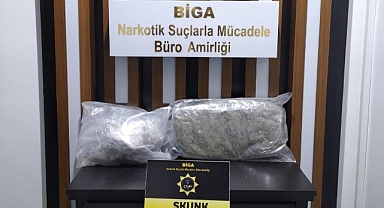 BİGA
Narkotik Suçlarla Mücadele
Büro Amirliği
BİGA
SKUNK